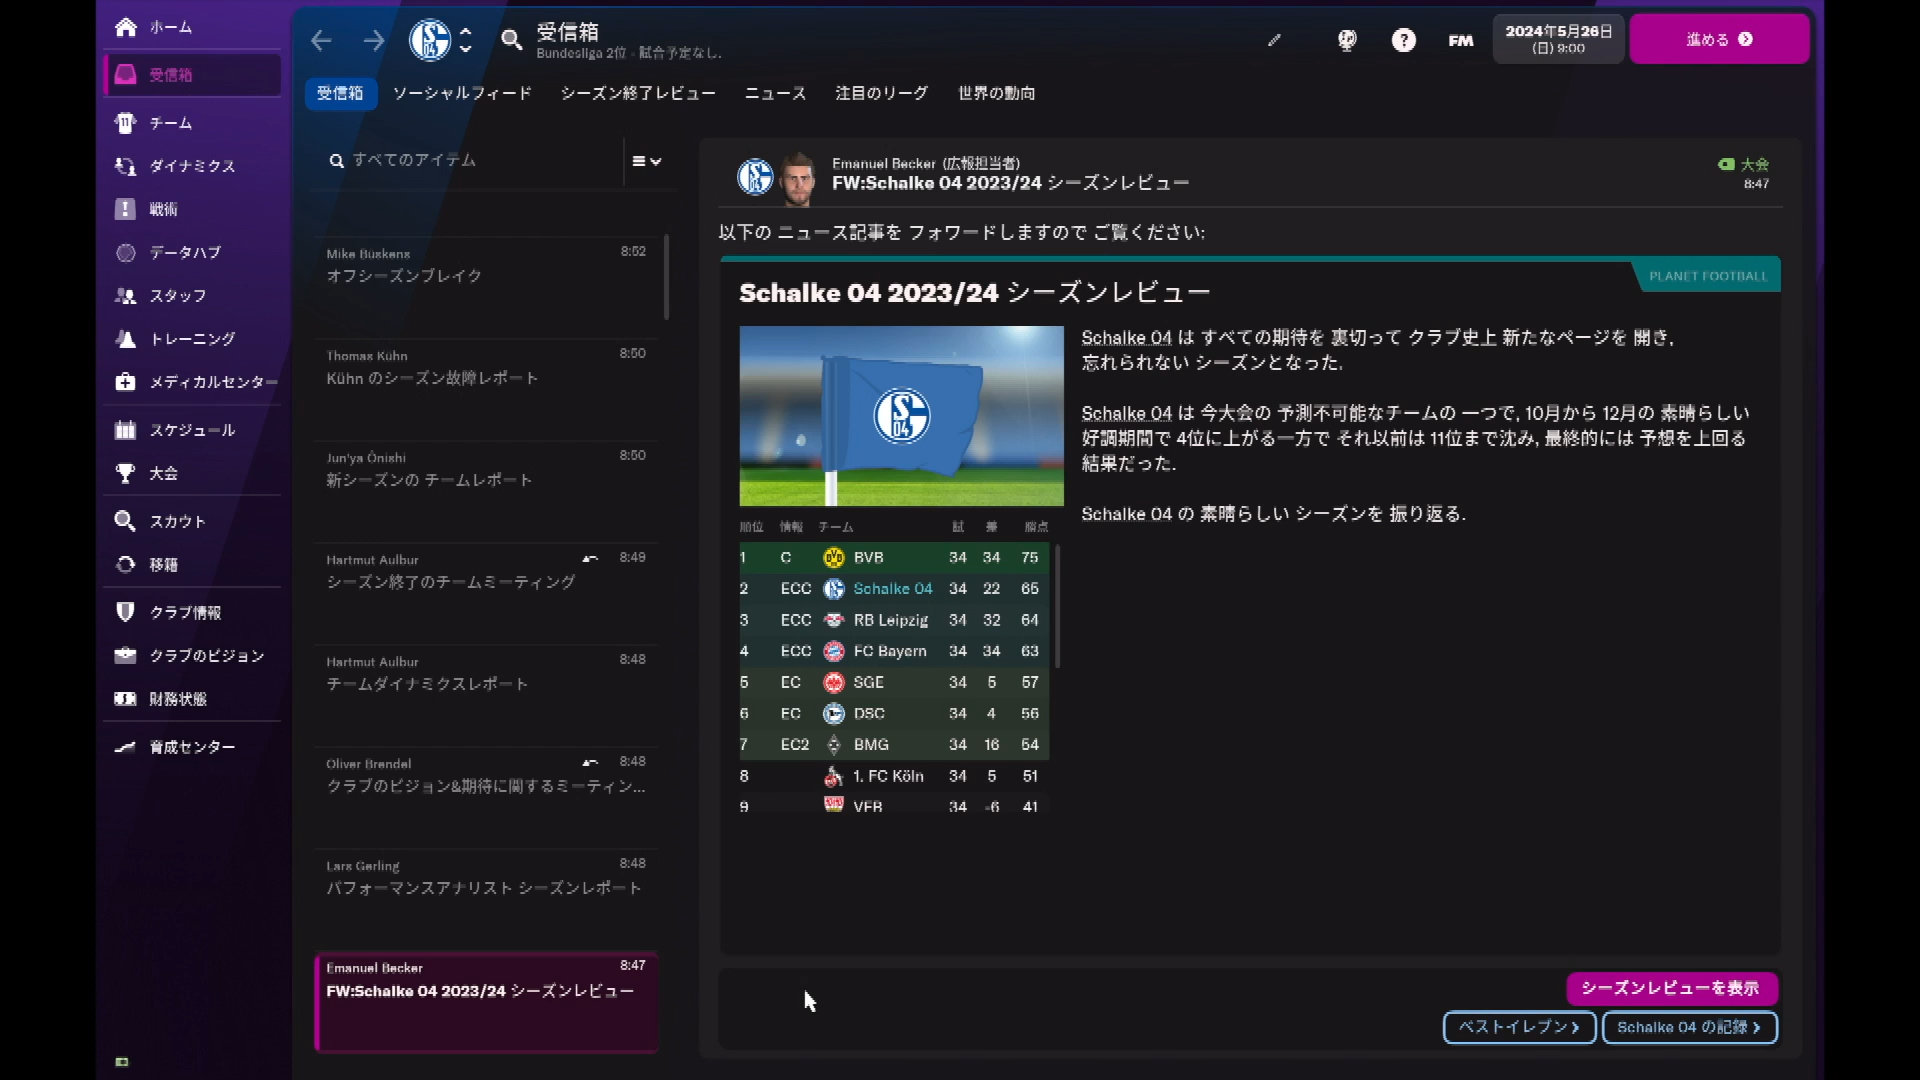 ホーム
受信箱
チーム
ダイナミクス
戦術
データハブ
スタッフ
トレーニング
メディカルセンター
スケジュール
大会
スカウト
移籍
クラブ情報
クラブのビジョン
財務状態
育成センター
受信箱
Bundesliga 2位 - 試合予定なし.
FM
2024年5月26日
(日) 9:00
進める
受信箱 ソーシャルフィード シーズン終了レビュー ニュース 注目のリーグ 世界の動向
すべてのアイテム
Mike Büskens 8:52
オフシーズンブレイク
Thomas Kühn 8:50
Kühn のシーズン故障レポート
Jun'ya Ōnishi 8:50
新シーズンの チームレポート
Hartmut Aulbur 8:49
シーズン終了のチームミーティング
Hartmut Aulbur 8:48
チームダイナミクスレポート
Oliver Brendel 8:48
クラブのビジョン&期待に関するミーティン...
Lars Gerling 8:48
パフォーマンスアナリスト シーズンレポート
Emanuel Becker 8:47
FW:Schalke 04 2023/24 シーズンレビュー
Emanuel Becker (広報担当者)
FW:Schalke 04 2023/24 シーズンレビュー
大会
8:47
以下の ニュース記事を フォワードしますので ご覧ください:
PLANET FOOTBALL
Schalke 04 2023/24 シーズンレビュー
Schalke 04 は すべての期待を 裏切って クラブ史上 新たなページを 開き,
忘れられない シーズンとなった.
Schalke 04 は 今大会の 予測不可能なチームの 一つで, 10月から 12月の 素晴らしい
好調期間で 4位に上がる一方で それ以前は 11位まで沈み, 最終的には 予想を上回る
結果だった.
Schalke 04 の 素晴らしい シーズンを 振り返る.
順位 情報 チーム 試 差 勝点
1 C BVB 34 34 75
2 ECC Schalke 04 34 22 65
3 ECC RB Leipzig 34 32 64
4 ECC FC Bayern 34 34 63
5 EC SGE 34 5 57
6 EC DSC 34 4 56
7 EC2 BMG 34 16 54
8 1. FC Köln 34 5 51
9 VFB 34 -6 41
シーズンレビューを表示
ベストイレブン
Schalke 04 の記録